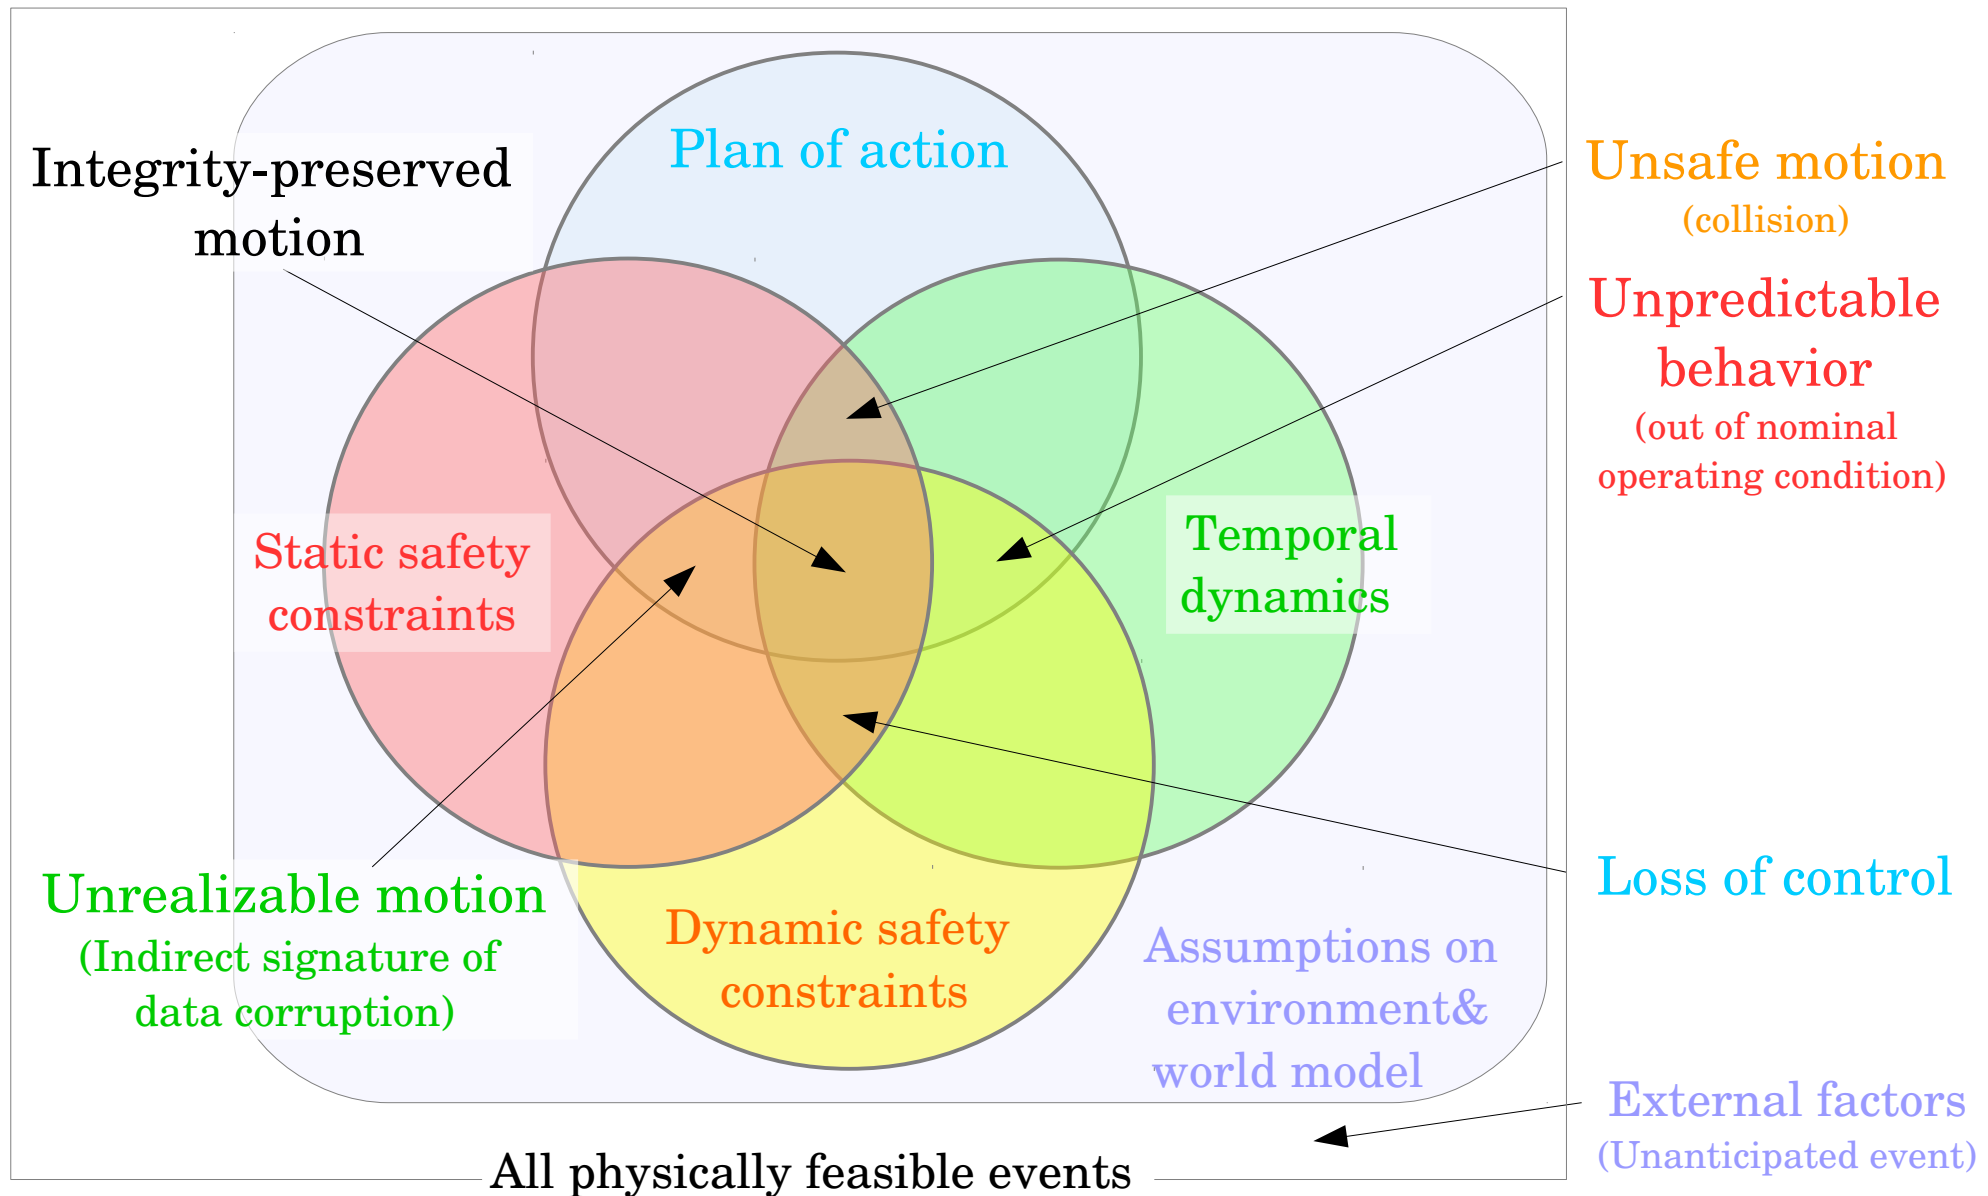 Plan of action
Integrity-preserved
motion
Unsafe motion
(collision)
Unpredictable
behavior
(out of nominal
operating condition)
Static safety
constraints
Temporal
dynamics
Unrealizable motion
(Indirect signature of
data corruption)
Dynamic safety
constraints
Loss of control
Assumptions on
environment&
world model
External factors
(Unanticipated event)
All physically feasible events